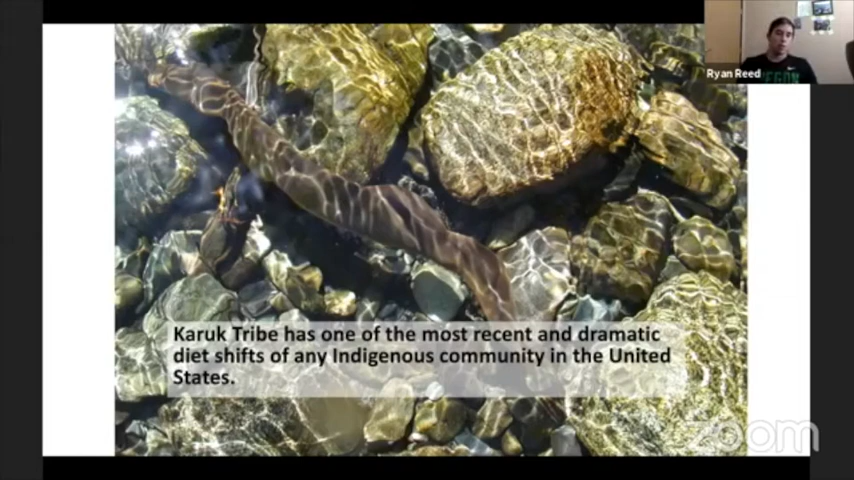 Ryan Reed
Karuk Tribe has one of the most recent and dramatic
diet shifts of any Indigenous community in the United
States.
zoom